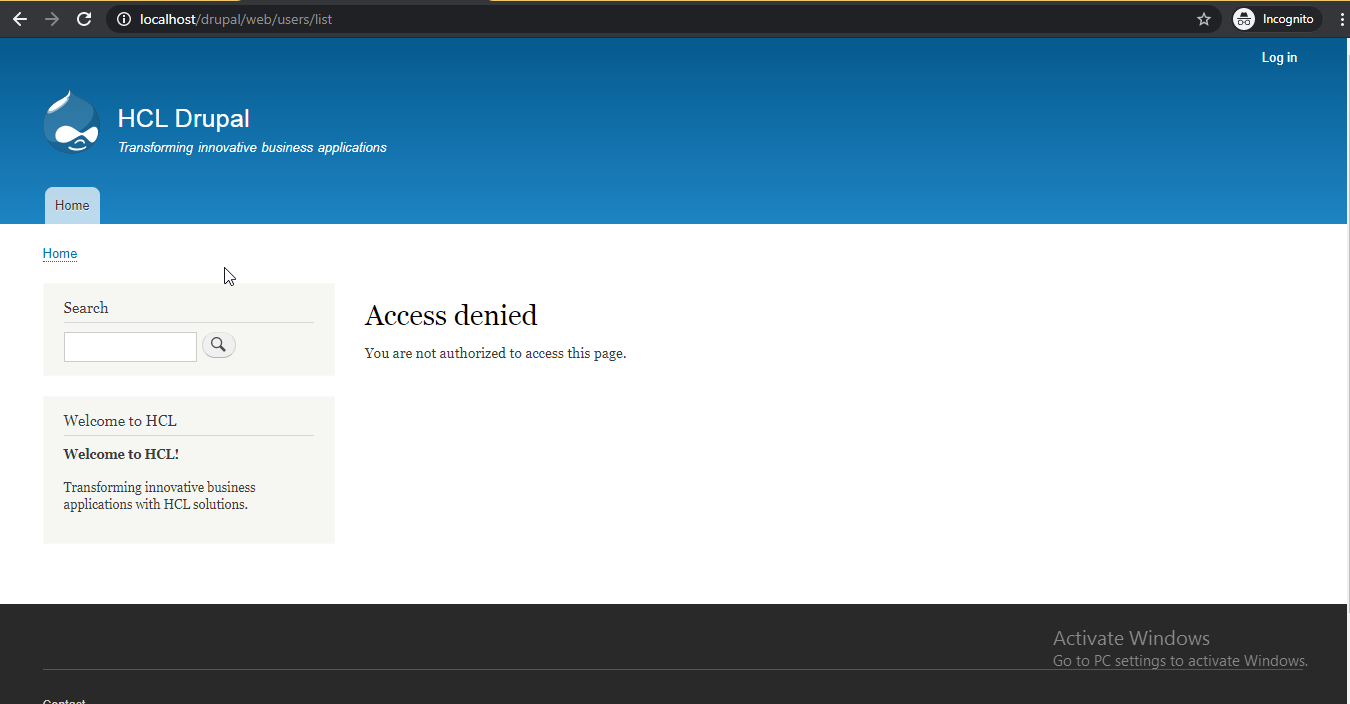 localhost/drupal/web/users/list
Incognito
Log in
HCL Drupal
Transforming innovative business applications
Home
Home
Search
Access denied
You are not authorized to access this page.
Welcome to HCL
Welcome to HCL!
Transforming innovative business
applications with HCL solutions.
Activate Windows
Go to PC settings to activate Windows.
Contact